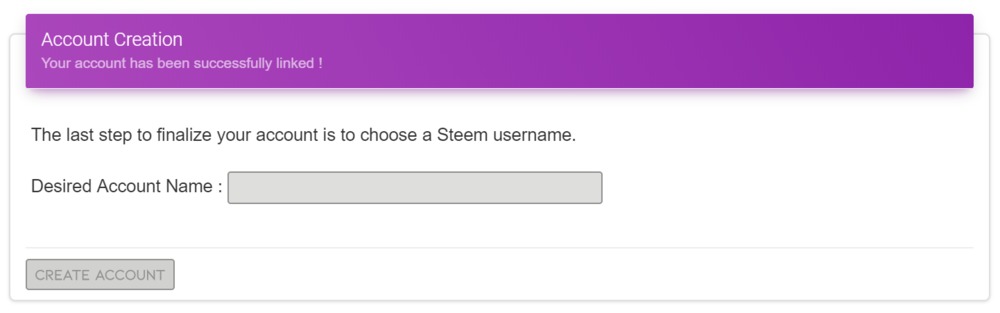 Account Creation
Your account has been successfully linked !
The last step to finalize your account is to choose a Steem username.
Desired Account Name :
CREATE ACCOUNT